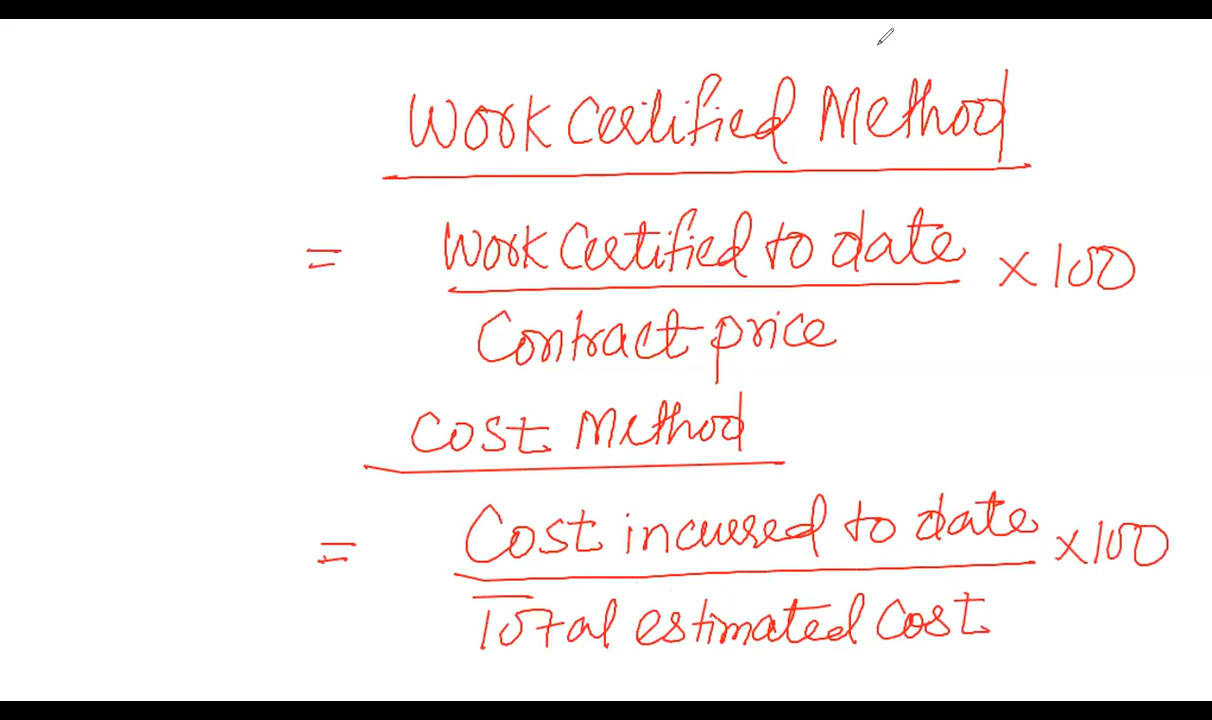 Work Certified Method
= Work Certified to date × 100
Contract price
Cost Method
= Cost incurred to date × 100
Total estimated Cost